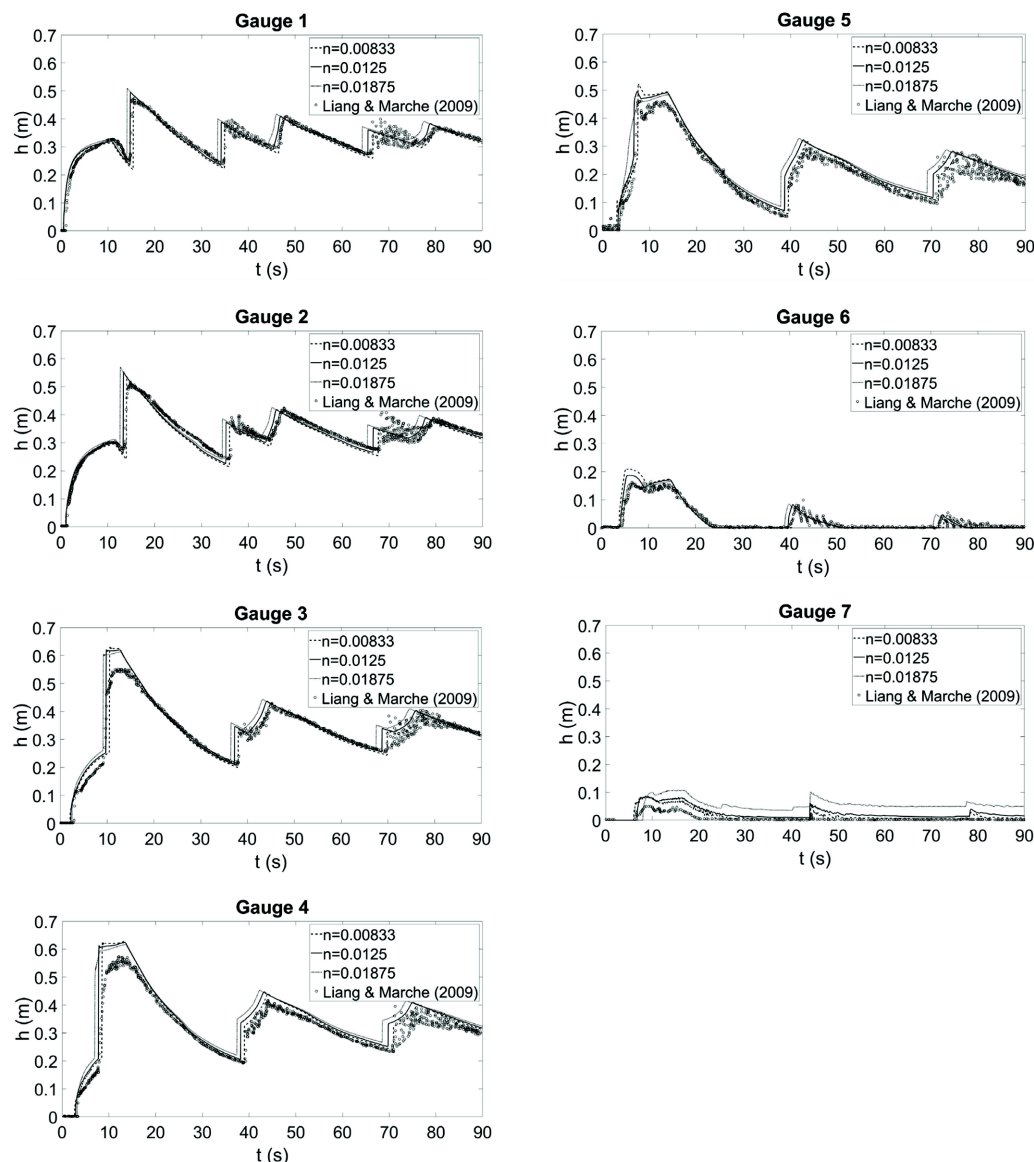 Gauge 1
0.7
0.6
0.5
0.4
0.3
0.2
0.1
0
h (m)
n=0.00833
n=0.0125
n=0.01875
Liang & Marche (2009)
0 10 20 30 40 50 60 70 80 90
t (s)
Gauge 2
0.7
0.6
0.5
0.4
0.3
0.2
0.1
0
h (m)
n=0.00833
n=0.0125
n=0.01875
Liang & Marche (2009)
0 10 20 30 40 50 60 70 80 90
t (s)
Gauge 3
0.7
0.6
0.5
0.4
0.3
0.2
0.1
0
h (m)
n=0.00833
n=0.0125
n=0.01875
Liang & Marche (2009)
0 10 20 30 40 50 60 70 80 90
t (s)
Gauge 4
0.7
0.6
0.5
0.4
0.3
0.2
0.1
0
h (m)
n=0.00833
n=0.0125
n=0.01875
Liang & Marche (2009)
0 10 20 30 40 50 60 70 80 90
t (s)
Gauge 5
0.7
0.6
0.5
0.4
0.3
0.2
0.1
0
h (m)
n=0.00833
n=0.0125
n=0.01875
Liang & Marche (2009)
0 10 20 30 40 50 60 70 80 90
t (s)
Gauge 6
0.7
0.6
0.5
0.4
0.3
0.2
0.1
0
h (m)
n=0.00833
n=0.0125
n=0.01875
Liang & Marche (2009)
0 10 20 30 40 50 60 70 80 90
t (s)
Gauge 7
0.7
0.6
0.5
0.4
0.3
0.2
0.1
0
h (m)
n=0.00833
n=0.0125
n=0.01875
Liang & Marche (2009)
0 10 20 30 40 50 60 70 80 90
t (s)